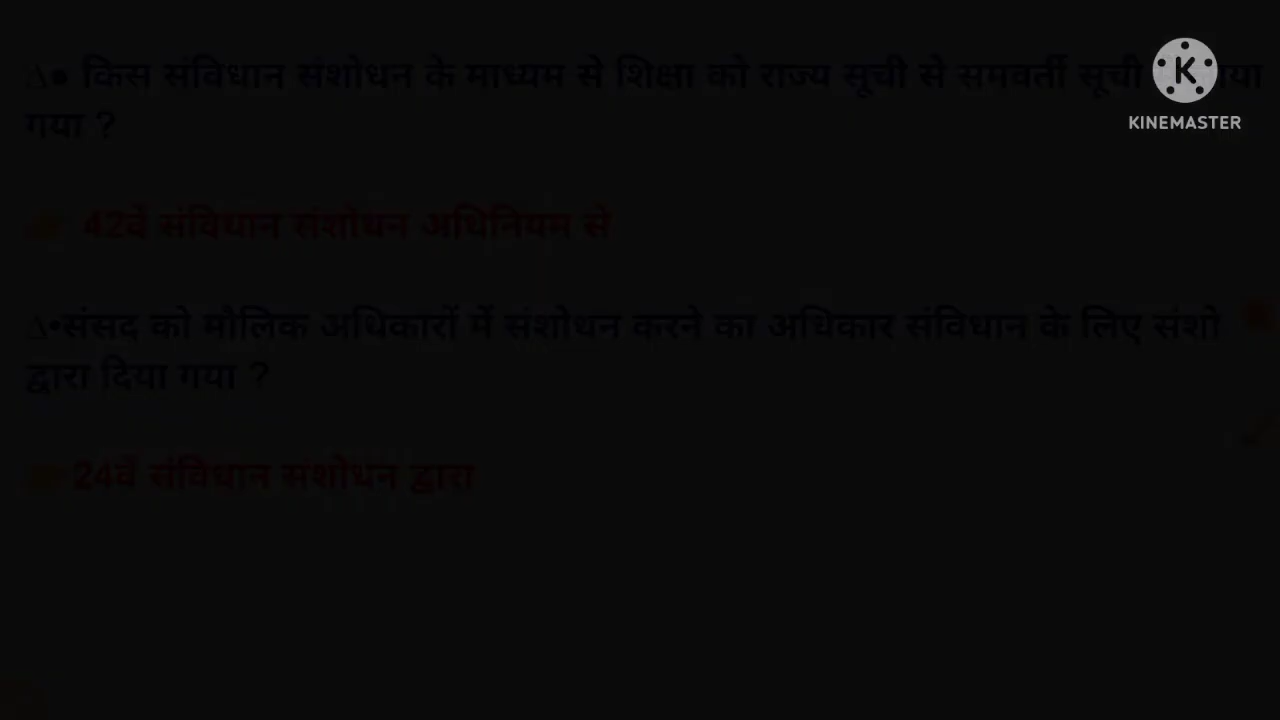 ∆● किस संविधान संशोधन के माध्यम से शिक्षा को राज्य सूची से समवर्ती सूची
गया ?
KINEMASTER
42वें संविधान संशोधन अधिनियम से
∆•संसद को मौलिक अधिकारों में संशोधन करने का अधिकार संविधान के लिए संशो
द्वारा दिया गया ?
24वें संविधान संशोधन द्वारा